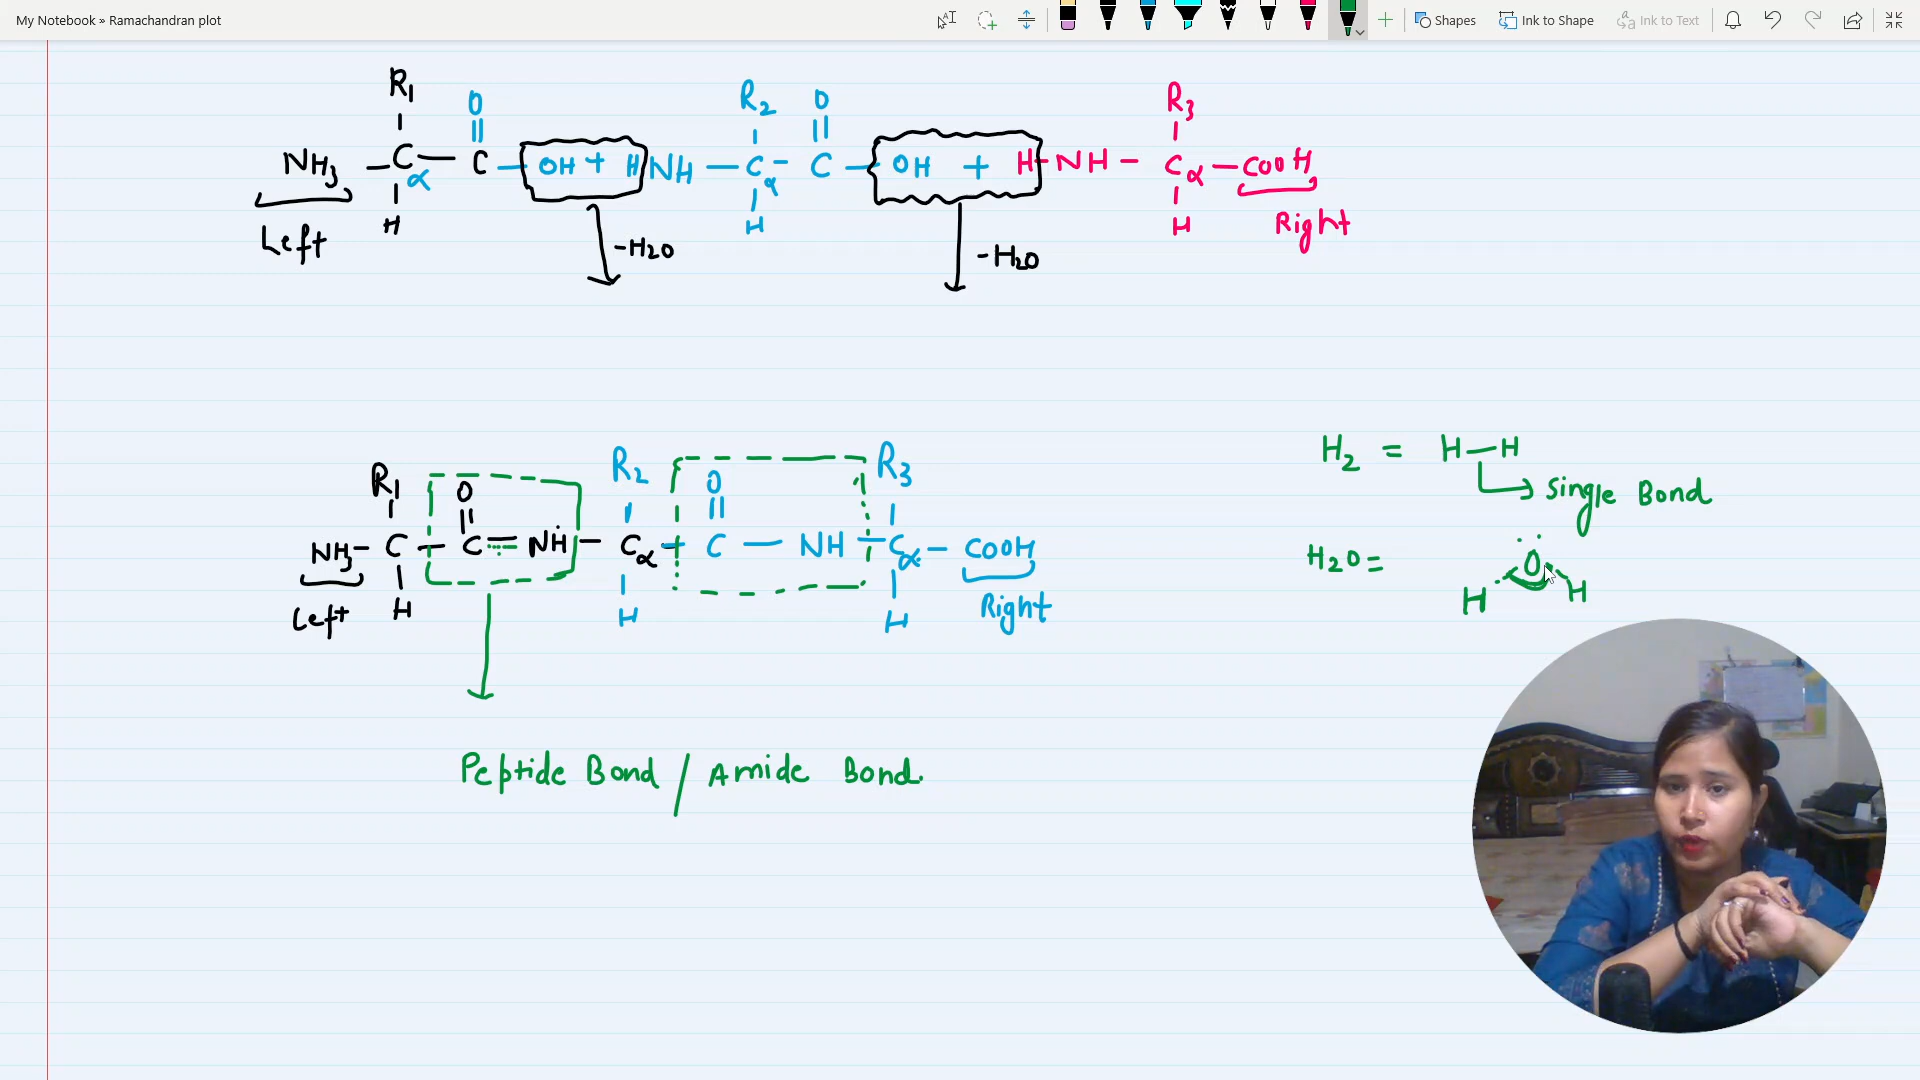 My Notebook » Ramachandran plot
Shapes
Ink to Shape
Ink to Text
R1 O R2 O R3
NH3 – Cα – C – OH + H NH – Cα – C – OH + H – NH – Cα – COOH
Left H H H Right
-H2O -H2O
H2 = H – H
Single Bond
R1 O R2 O R3
NH3 – C – C = NH – Cα – C – NH – Cα – COOH
Left H H H Right
H2O = O
H H
Peptide Bond / Amide Bond.